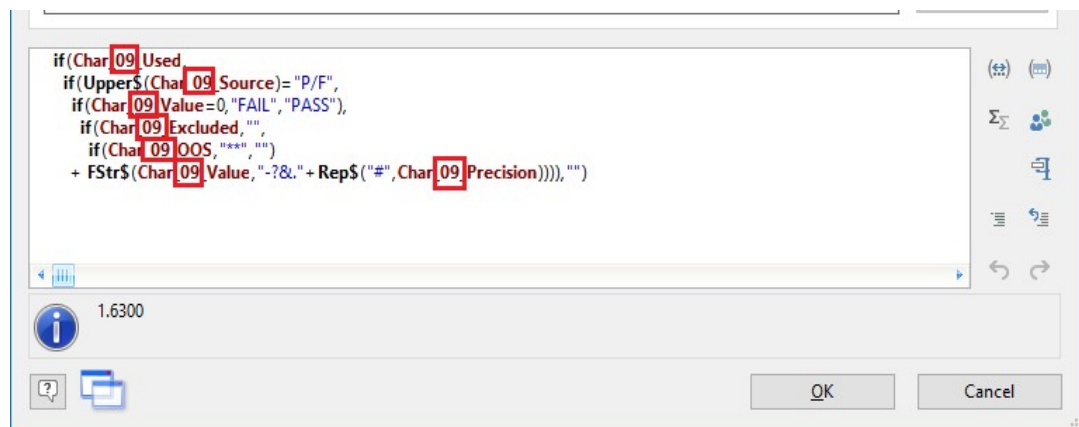 if(Char_09_Used,
if(Upper$(Char_09_Source)="P/F",
if(Char_09_Value=0,"FAIL","PASS"),
if(Char_09_Excluded,"",
if(Char_09_OOS,"**","")
+ FStr$(Char_09_Value,"-?&."+Rep$("#",Char_09_Precision)))),"")
1.6300
OK Cancel